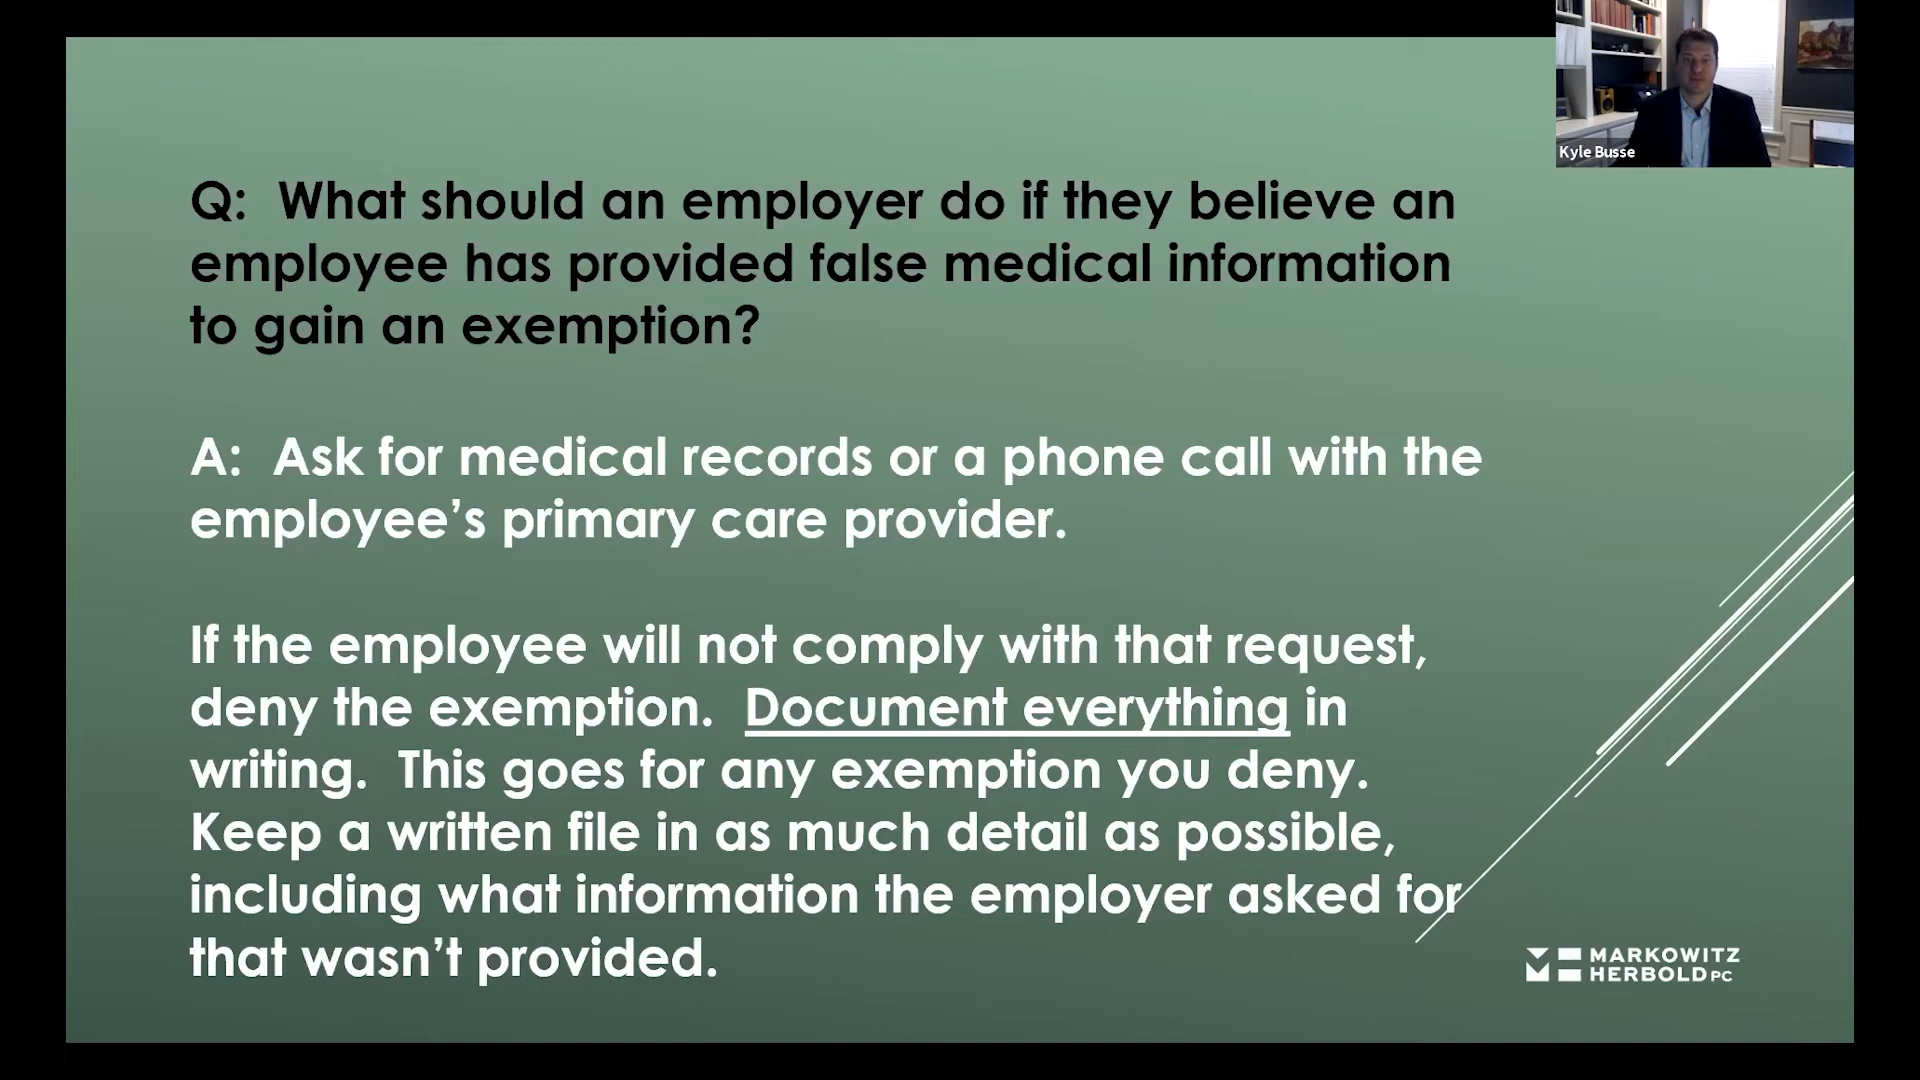 Kyle Busse
Q:  What should an employer do if they believe an
employee has provided false medical information
to gain an exemption?
A:  Ask for medical records or a phone call with the
employee’s primary care provider.
If the employee will not comply with that request,
deny the exemption.  Document everything in
writing.  This goes for any exemption you deny.
Keep a written file in as much detail as possible,
including what information the employer asked for
that wasn’t provided.
MARKOWITZ
HERBOLD PC